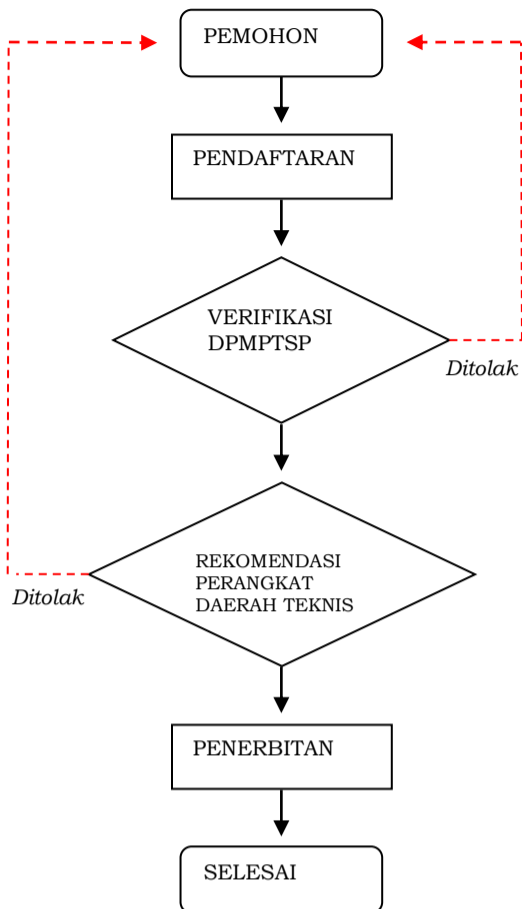 PEMOHON
PENDAFTARAN
VERIFIKASI
DPMPTSP
Ditolak
REKOMENDASI
PERANGKAT
DAERAH TEKNIS
Ditolak
PENERBITAN
SELESAI